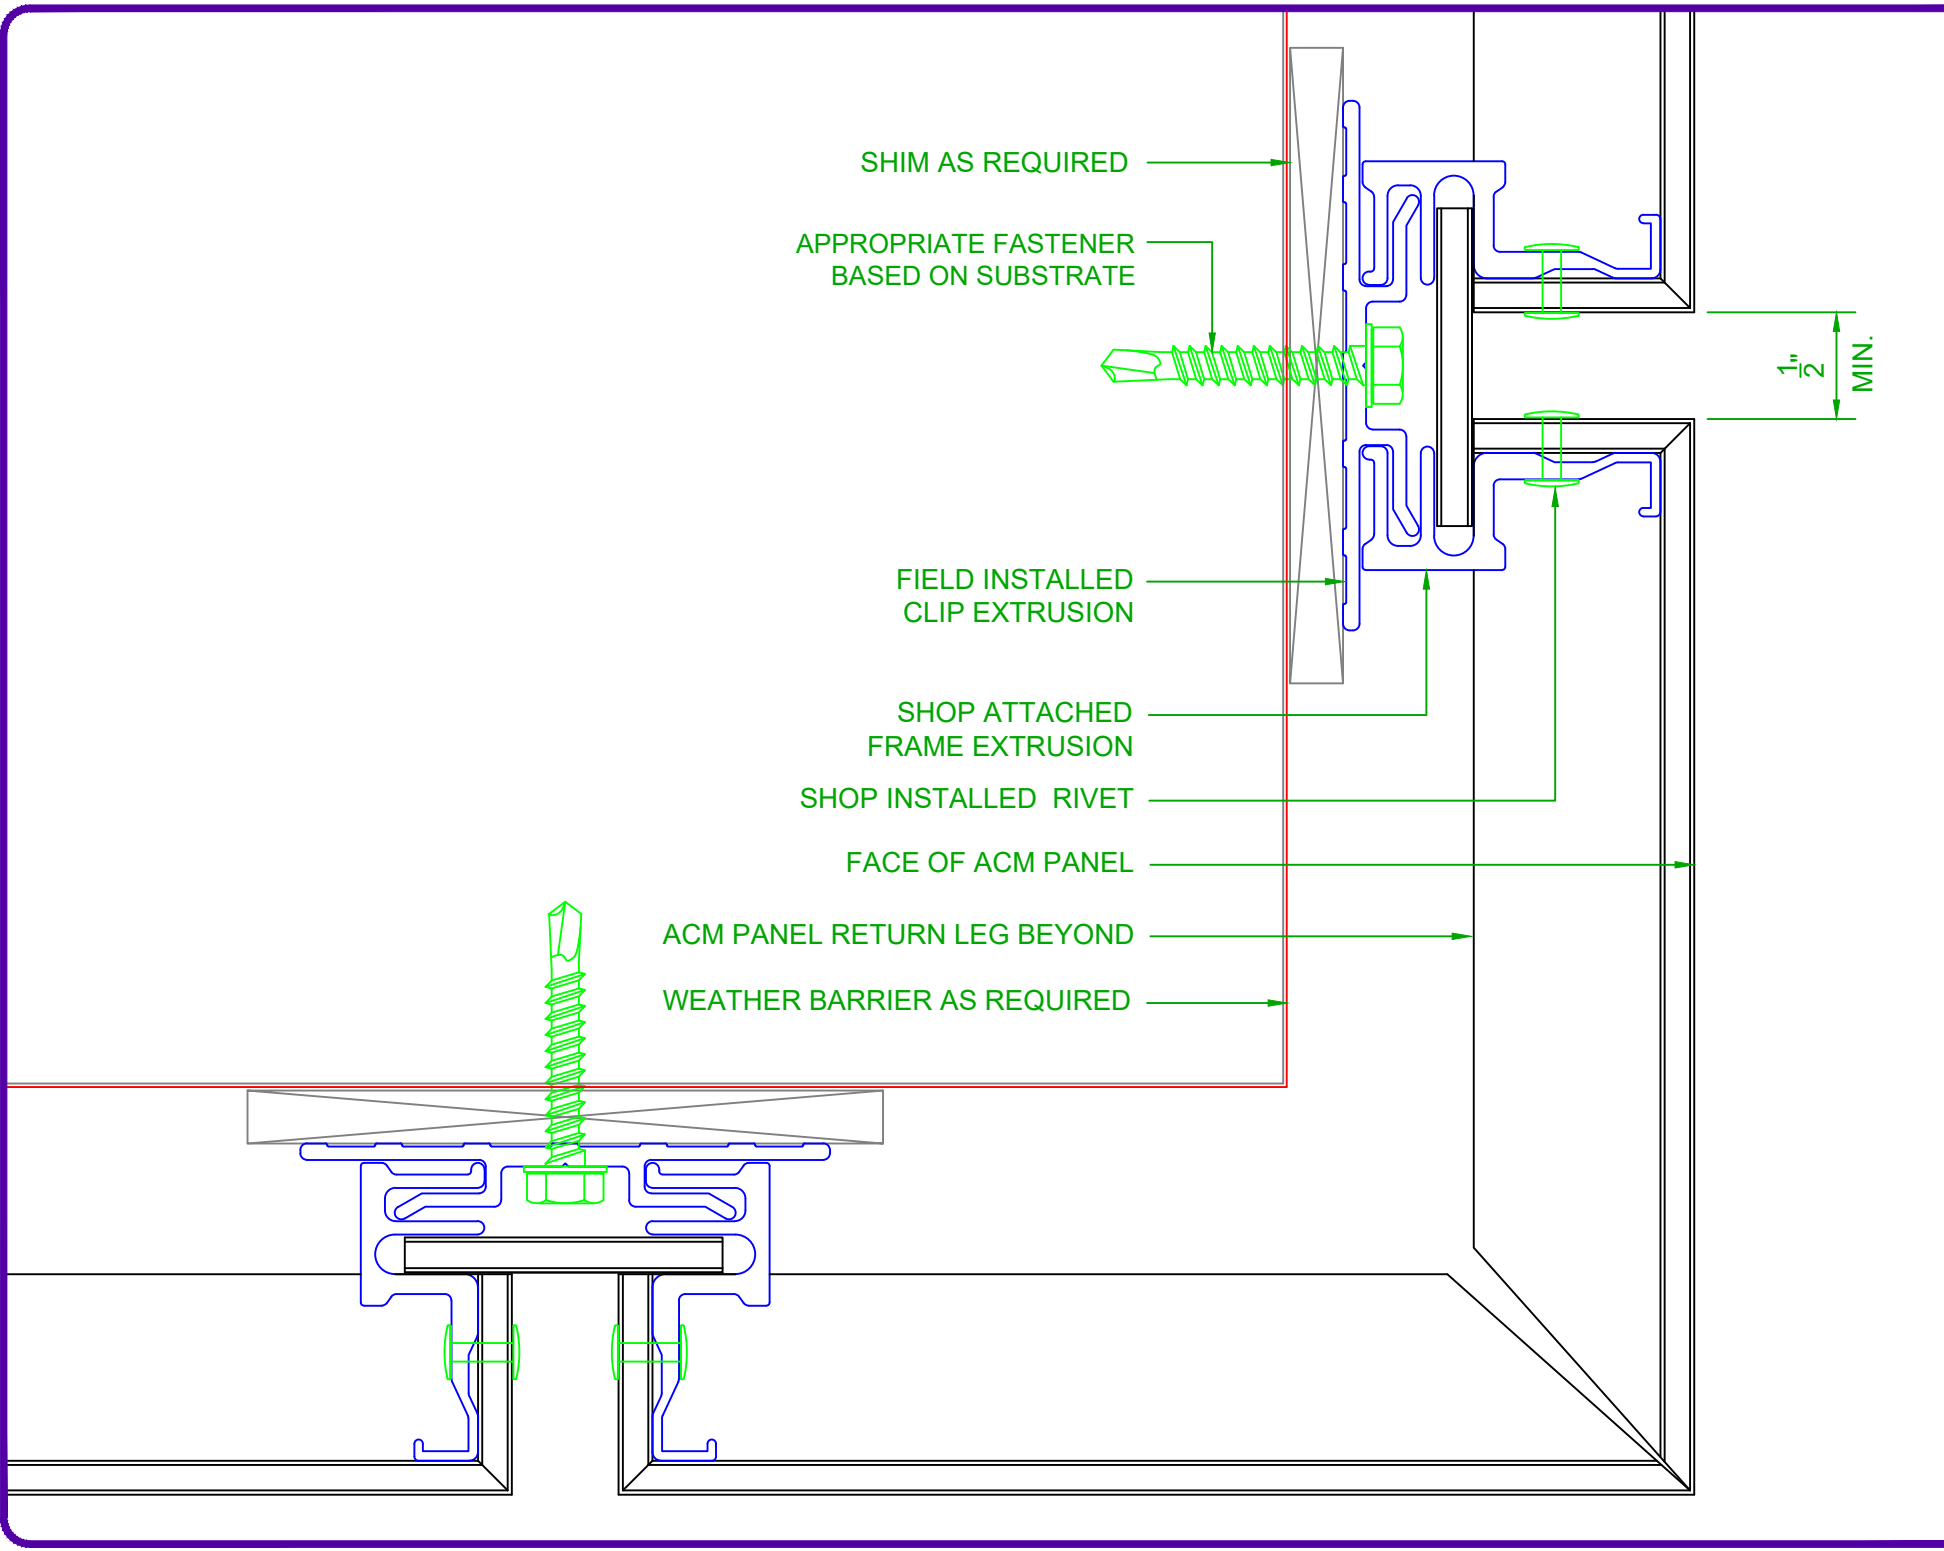 SHIM AS REQUIRED
APPROPRIATE FASTENER
BASED ON SUBSTRATE
1/2"
MIN.
FIELD INSTALLED
CLIP EXTRUSION
SHOP ATTACHED
FRAME EXTRUSION
SHOP INSTALLED  RIVET
FACE OF ACM PANEL
ACM PANEL RETURN LEG BEYOND
WEATHER BARRIER AS REQUIRED